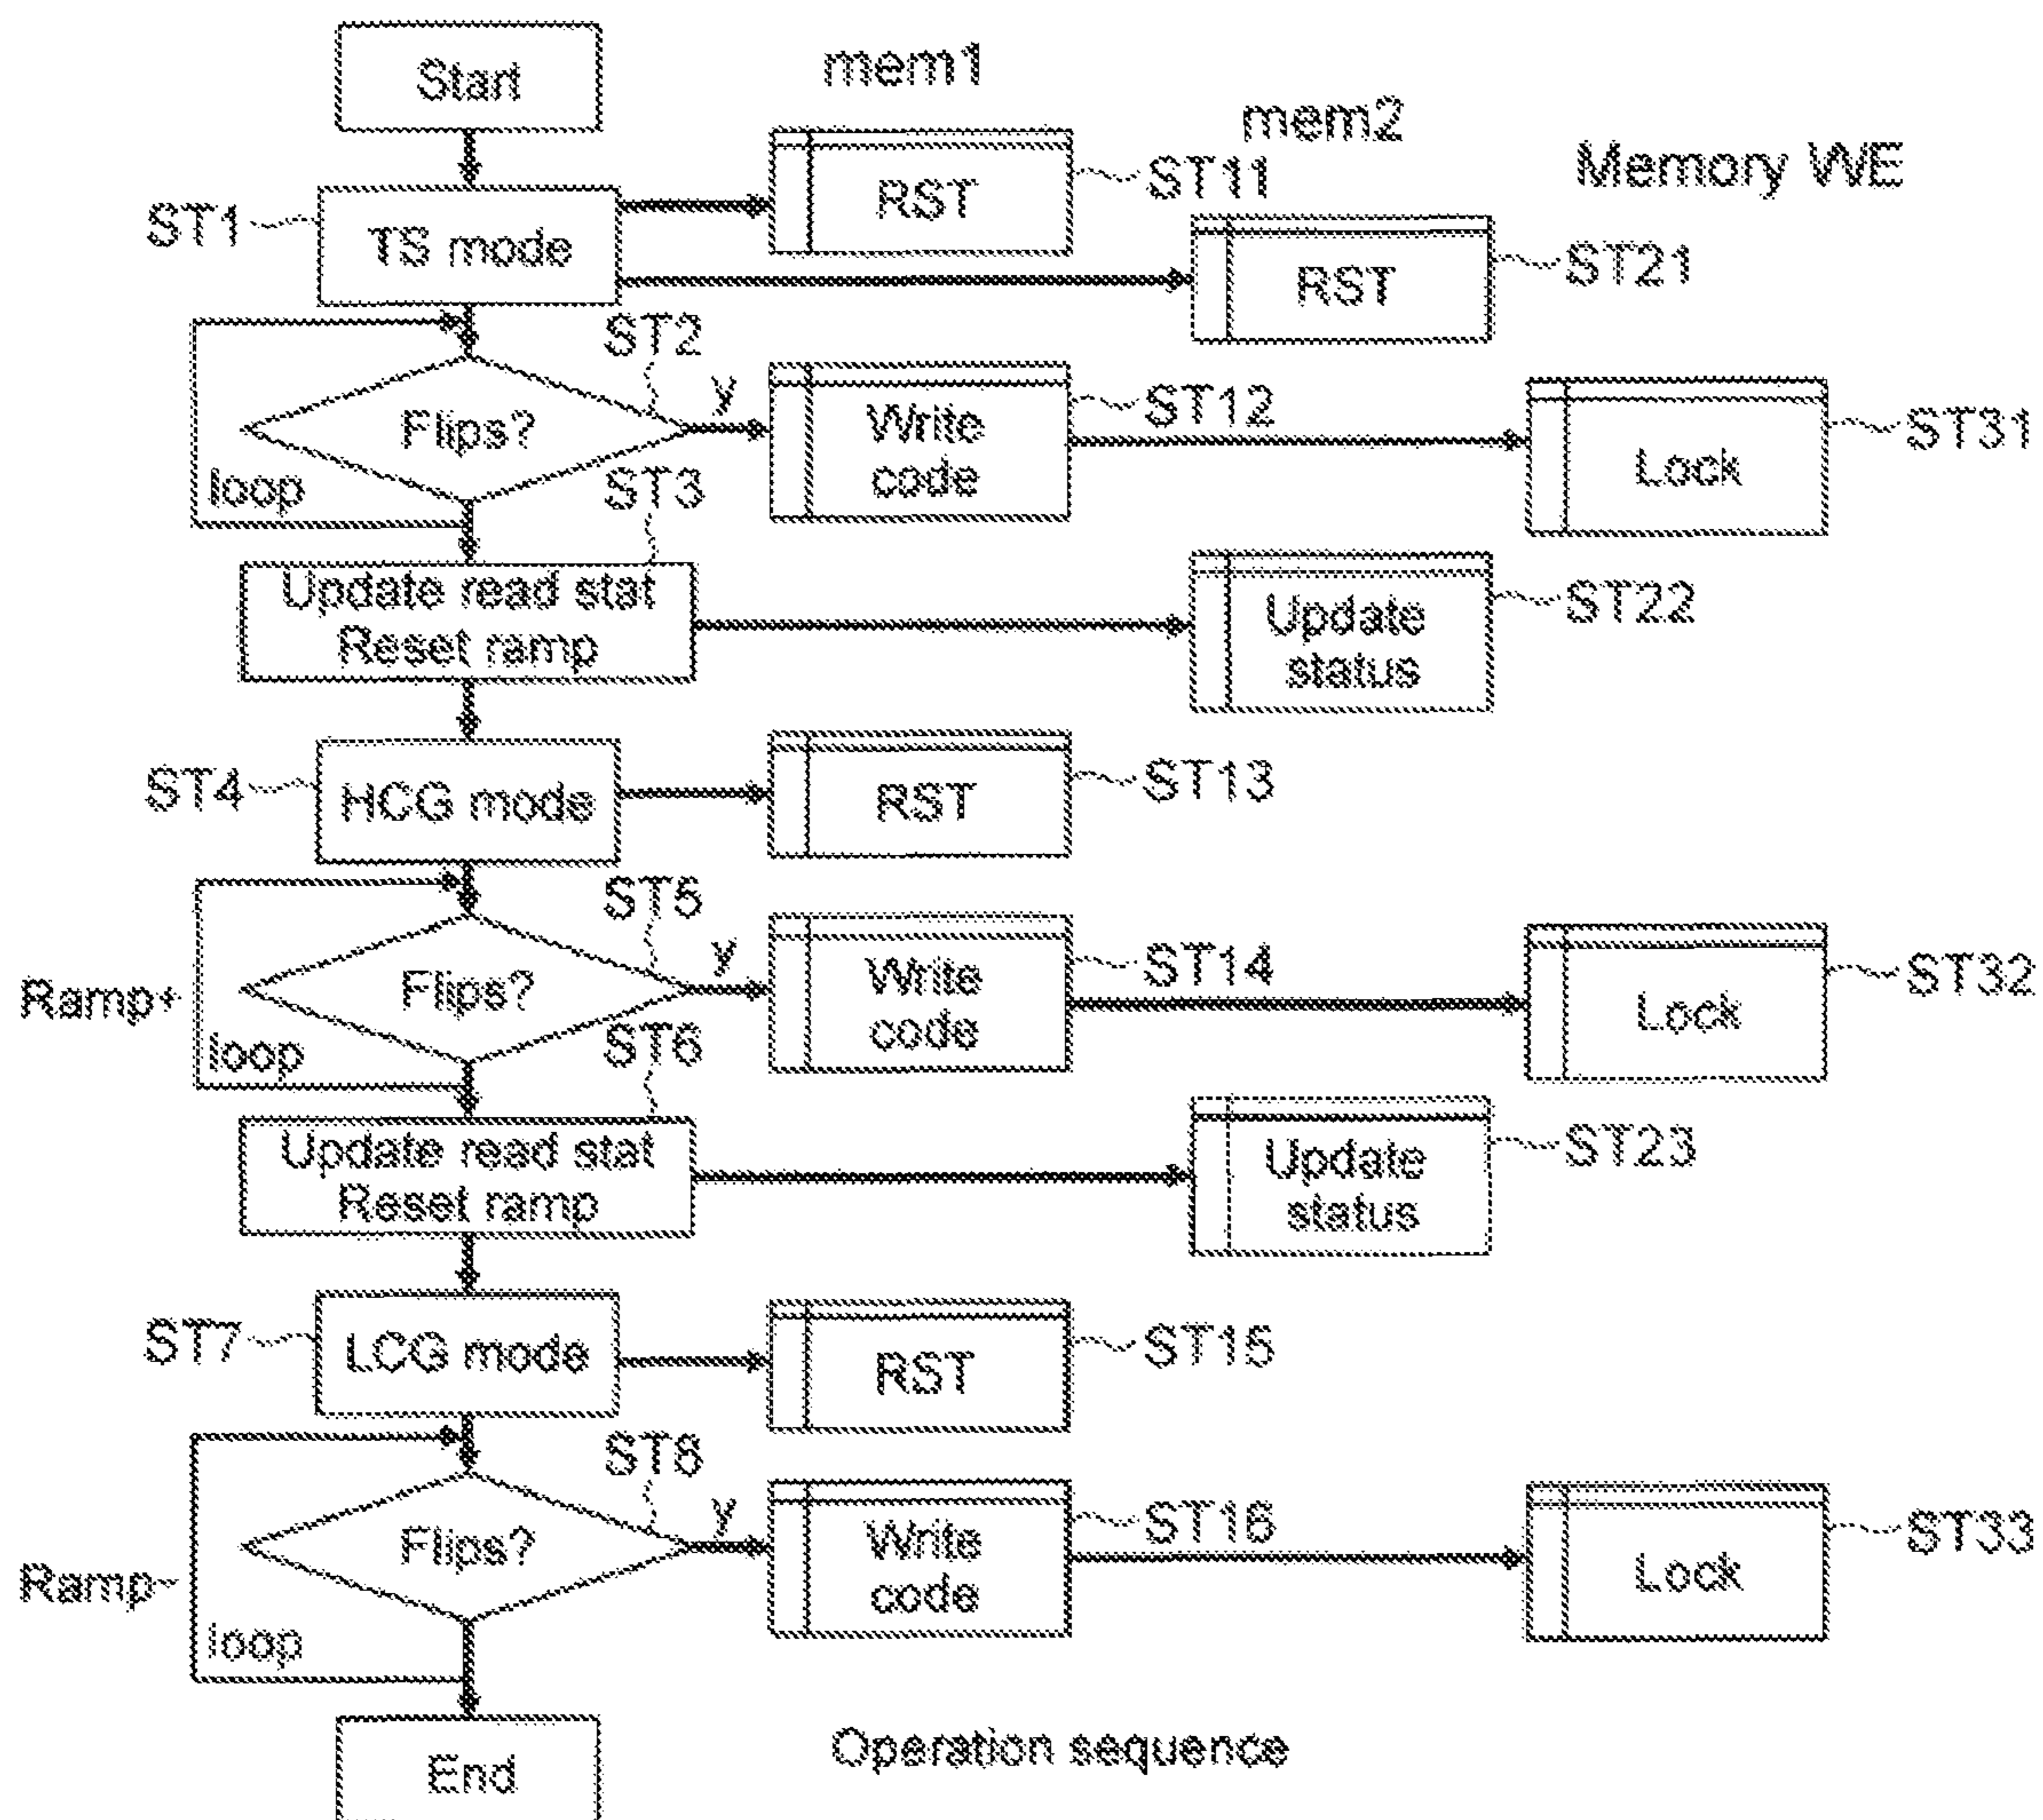 Start
mem1
mem2
Memory WE
ST1
TS mode
RST
ST11
RST
ST21
ST2
Flips?
y
loop
Write
code
ST12
Lock
ST31
ST3
Update read stat
Reset ramp
Update
status
ST22
ST4
HCG mode
RST
ST13
ST5
Ramp+
Flips?
y
loop
Write
code
ST14
Lock
ST32
ST6
Update read stat
Reset ramp
Update
status
ST23
ST7
LCG mode
RST
ST15
ST8
Ramp-
Flips?
y
loop
Write
code
ST16
Lock
ST33
End
Operation sequence